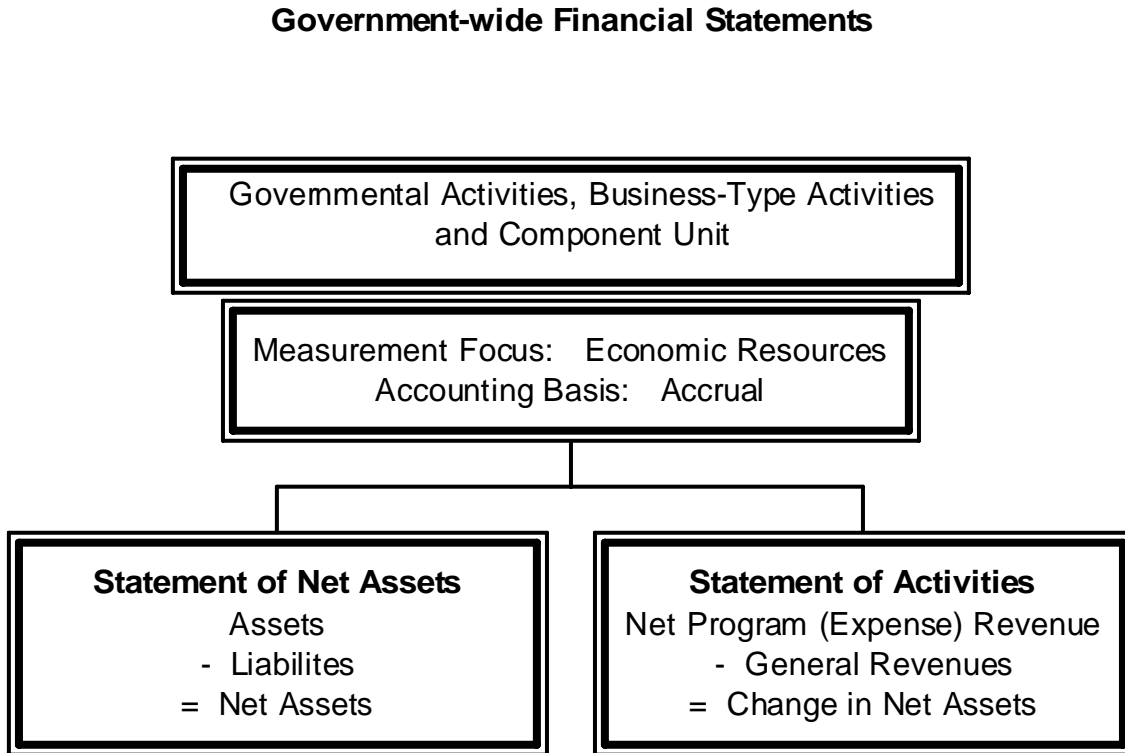 Government-wide Financial Statements
Governmental Activities, Business-Type Activities
and Component Unit
Measurement Focus: Economic Resources
Accounting Basis: Accrual
Statement of Net Assets
Assets
- Liabilites
= Net Assets
Statement of Activities
Net Program (Expense) Revenue
- General Revenues
= Change in Net Assets